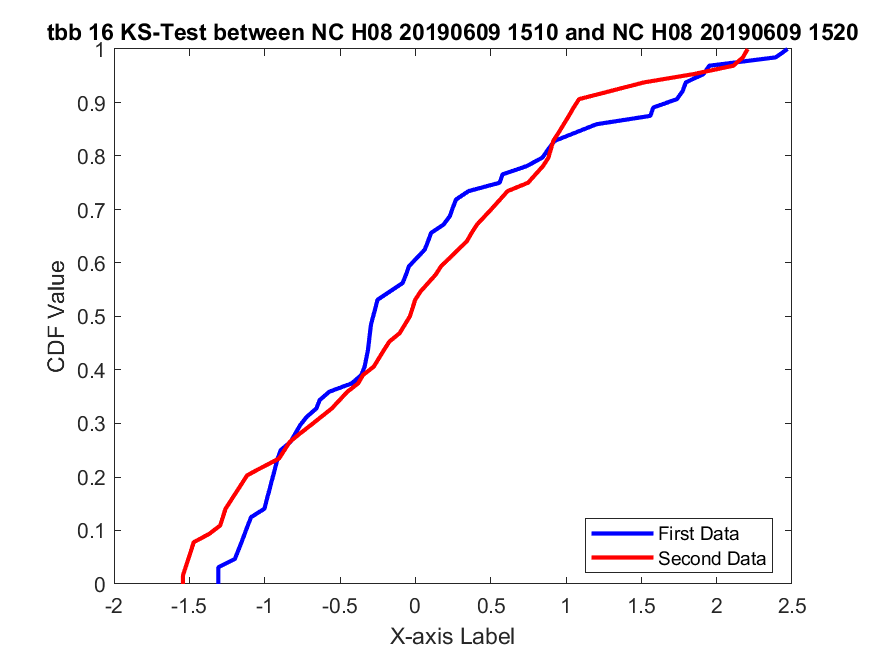 tbb 16 KS-Test between NC H08 20190609 1510 and NC H08 20190609 1520
1
0.9
0.8
0.7
0.6
0.5
0.4
0.3
0.2
0.1
0
CDF Value
First Data
Second Data
-2 -1.5 -1 -0.5 0 0.5 1 1.5 2 2.5
X-axis Label